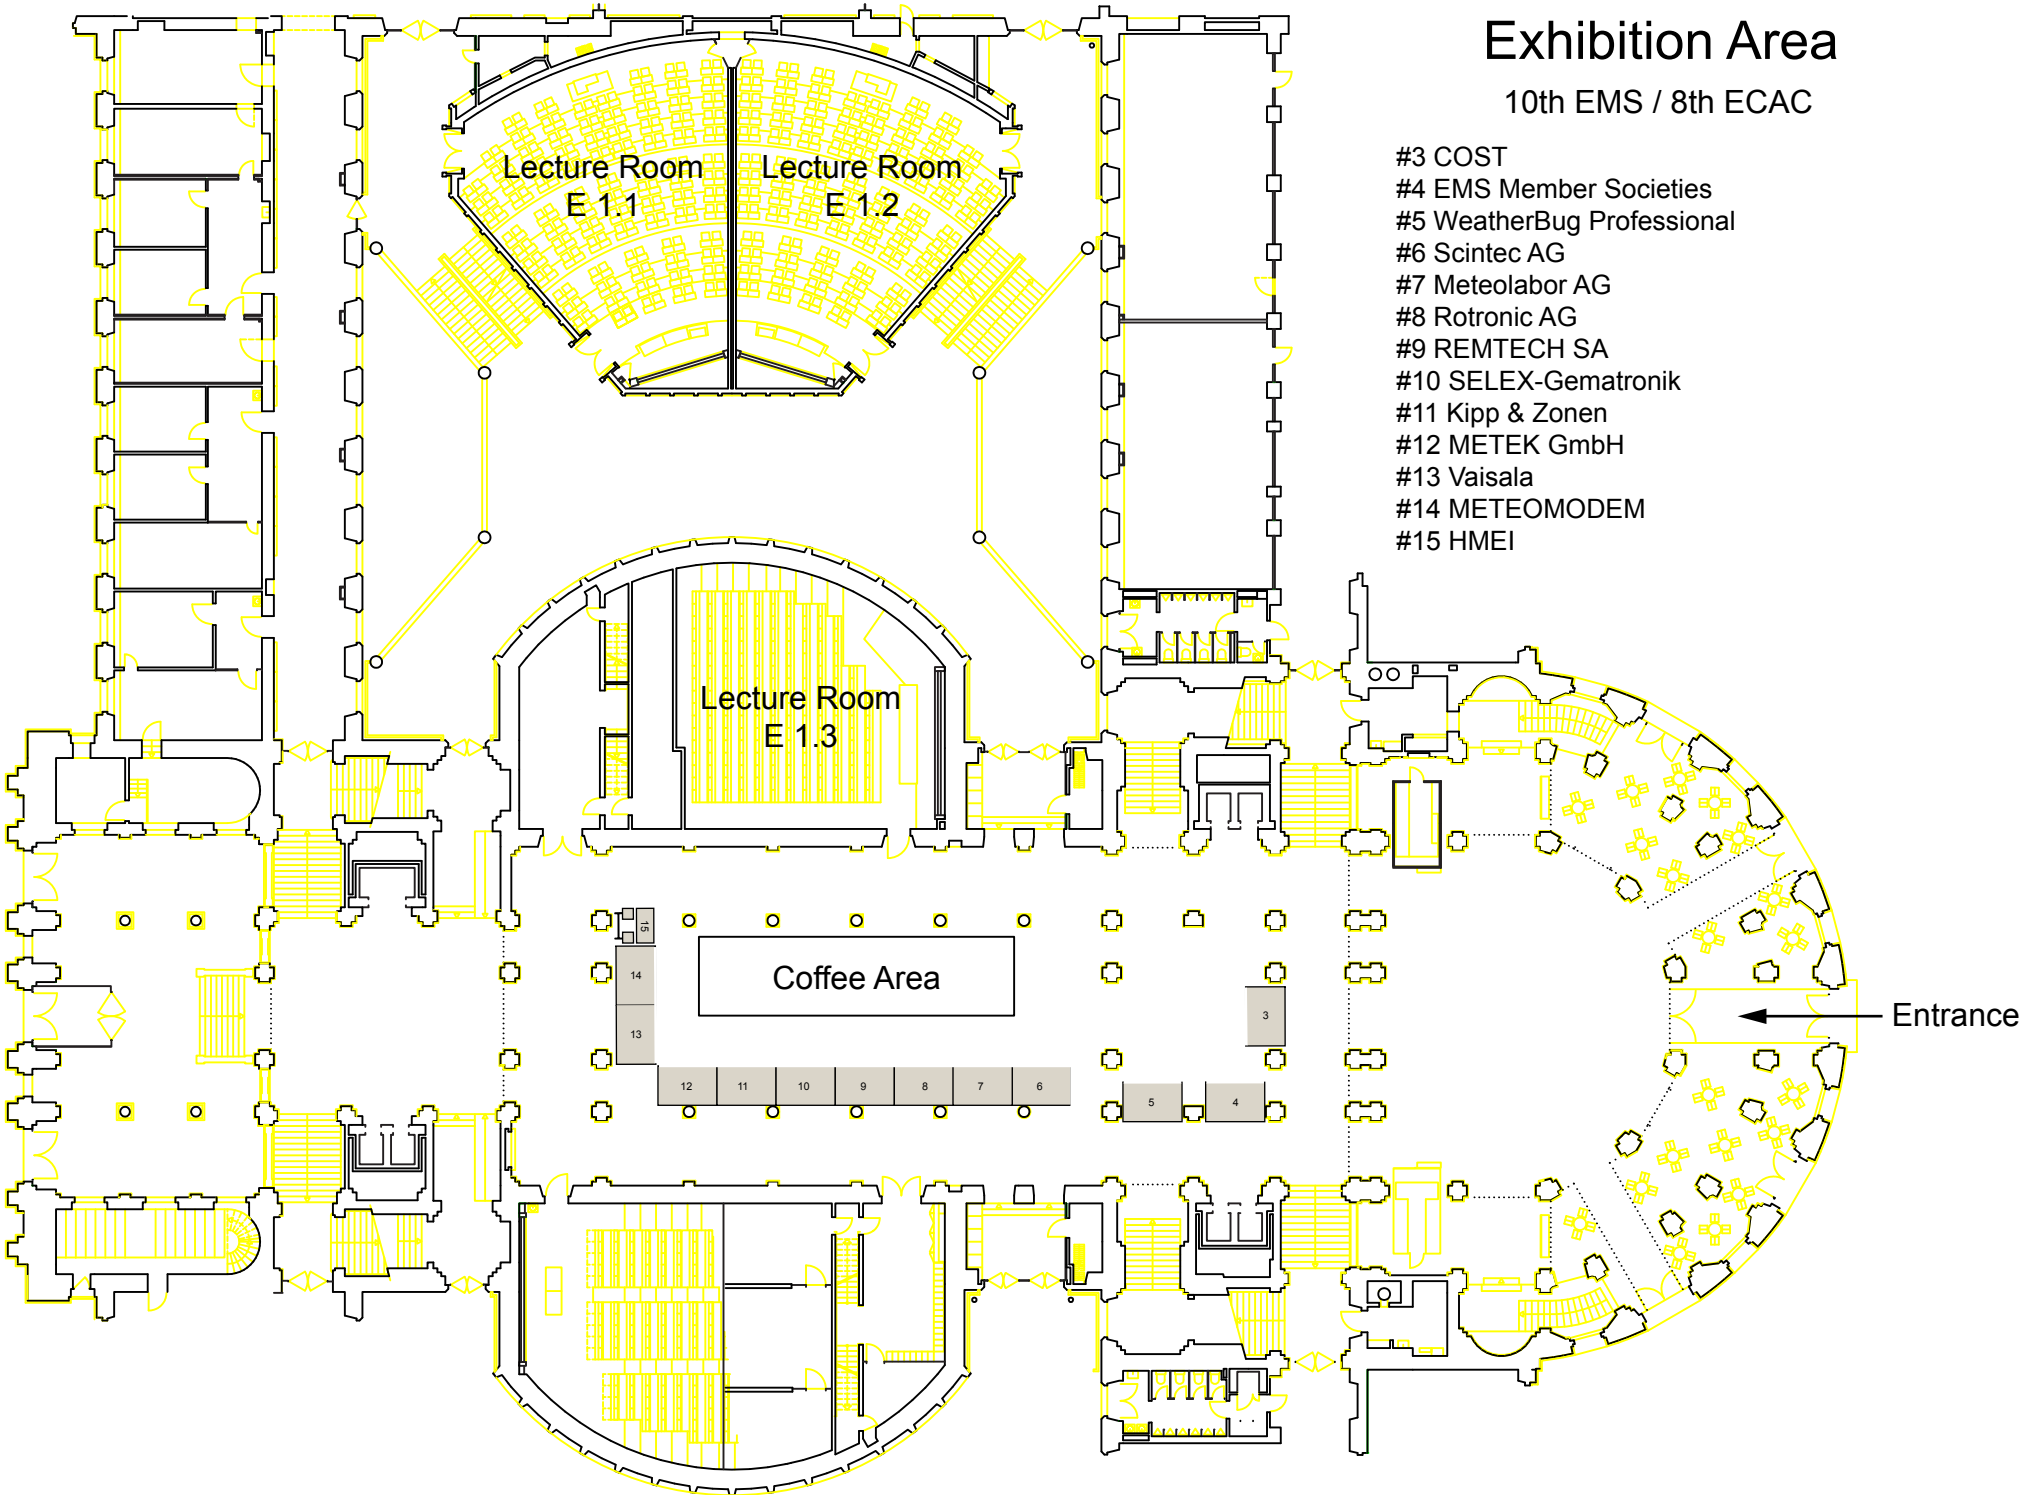 Exhibition Area
10th EMS / 8th ECAC
#3 COST
#4 EMS Member Societies
#5 WeatherBug Professional
#6 Scintec AG
#7 Meteolabor AG
#8 Rotronic AG
#9 REMTECH SA
#10 SELEX-Gematronik
#11 Kipp & Zonen
#12 METEK GmbH
#13 Vaisala
#14 METEOMODEM
#15 HMEI
Lecture Room
E 1.1
Lecture Room
E 1.2
Lecture Room
E 1.3
15
14
Coffee Area
13
3
Entrance
12 11 10 9 8 7 6
5 4